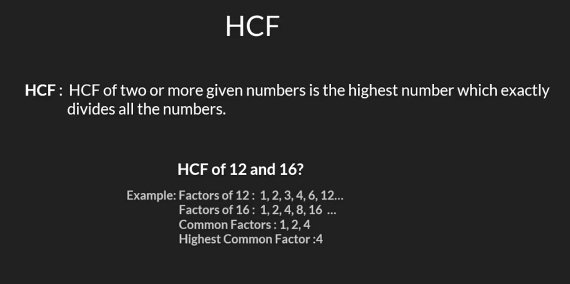 HCF
HCF : HCF of two or more given numbers is the highest number which exactly
divides all the numbers.
HCF of 12 and 16?
Example: Factors of 12 : 1, 2, 3, 4, 6, 12...
Factors of 16 : 1, 2, 4, 8, 16 ...
Common Factors : 1, 2, 4
Highest Common Factor :4